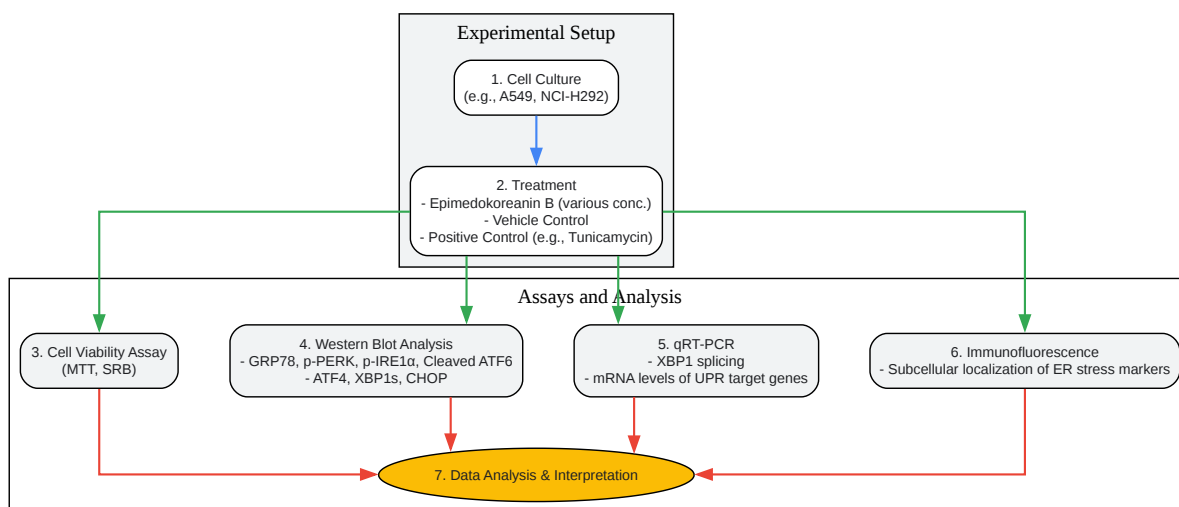 Experimental Setup
1. Cell Culture
(e.g., A549, NCI-H292)
2. Treatment
- Epimedokoreanin B (various conc.)
- Vehicle Control
- Positive Control (e.g., Tunicamycin)
Assays and Analysis
3. Cell Viability Assay
(MTT, SRB)
4. Western Blot Analysis
- GRP78, p-PERK, p-IRE1α, Cleaved ATF6
- ATF4, XBP1s, CHOP
5. qRT-PCR
- XBP1 splicing
- mRNA levels of UPR target genes
6. Immunofluorescence
- Subcellular localization of ER stress markers
7. Data Analysis & Interpretation